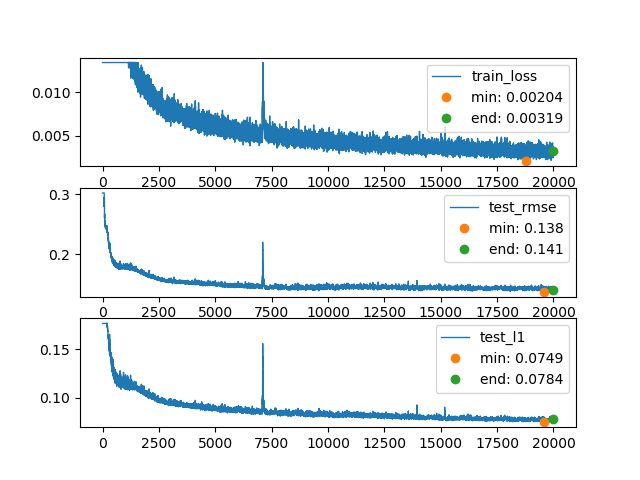 train_loss
min: 0.00204
end: 0.00319
0.010
0.005
0 2500 5000 7500 10000 12500 15000 17500 20000
test_rmse
min: 0.138
end: 0.141
0.3
0.2
0 2500 5000 7500 10000 12500 15000 17500 20000
test_l1
min: 0.0749
end: 0.0784
0.15
0.10
0 2500 5000 7500 10000 12500 15000 17500 20000